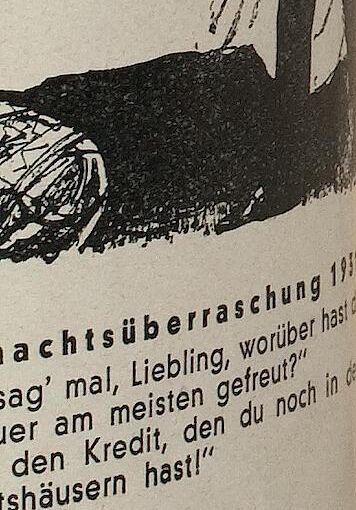 achtsüberraschung 193
sag' mal, Liebling, worüber hast d
uer am meisten gefreut?“
den Kredit, den du noch in de
tshäusern hast!“